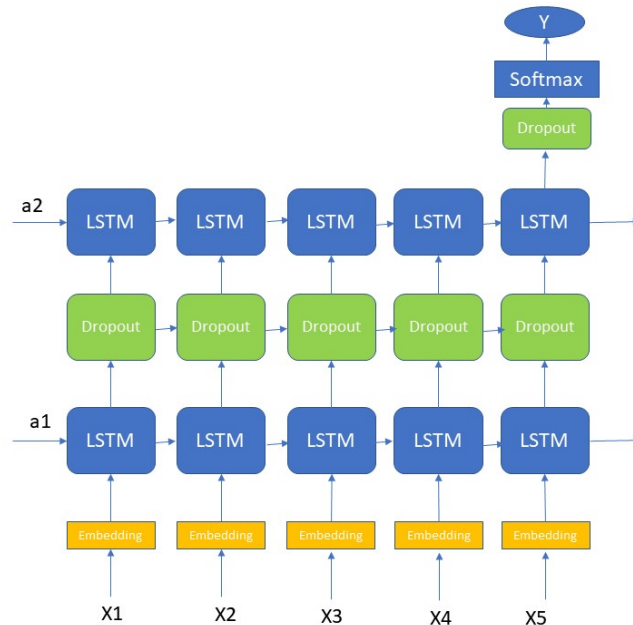 Y
Softmax
Dropout
a2
LSTM LSTM LSTM LSTM LSTM
Dropout Dropout Dropout Dropout Dropout
a1
LSTM LSTM LSTM LSTM LSTM
Embedding Embedding Embedding Embedding Embedding
X1 X2 X3 X4 X5